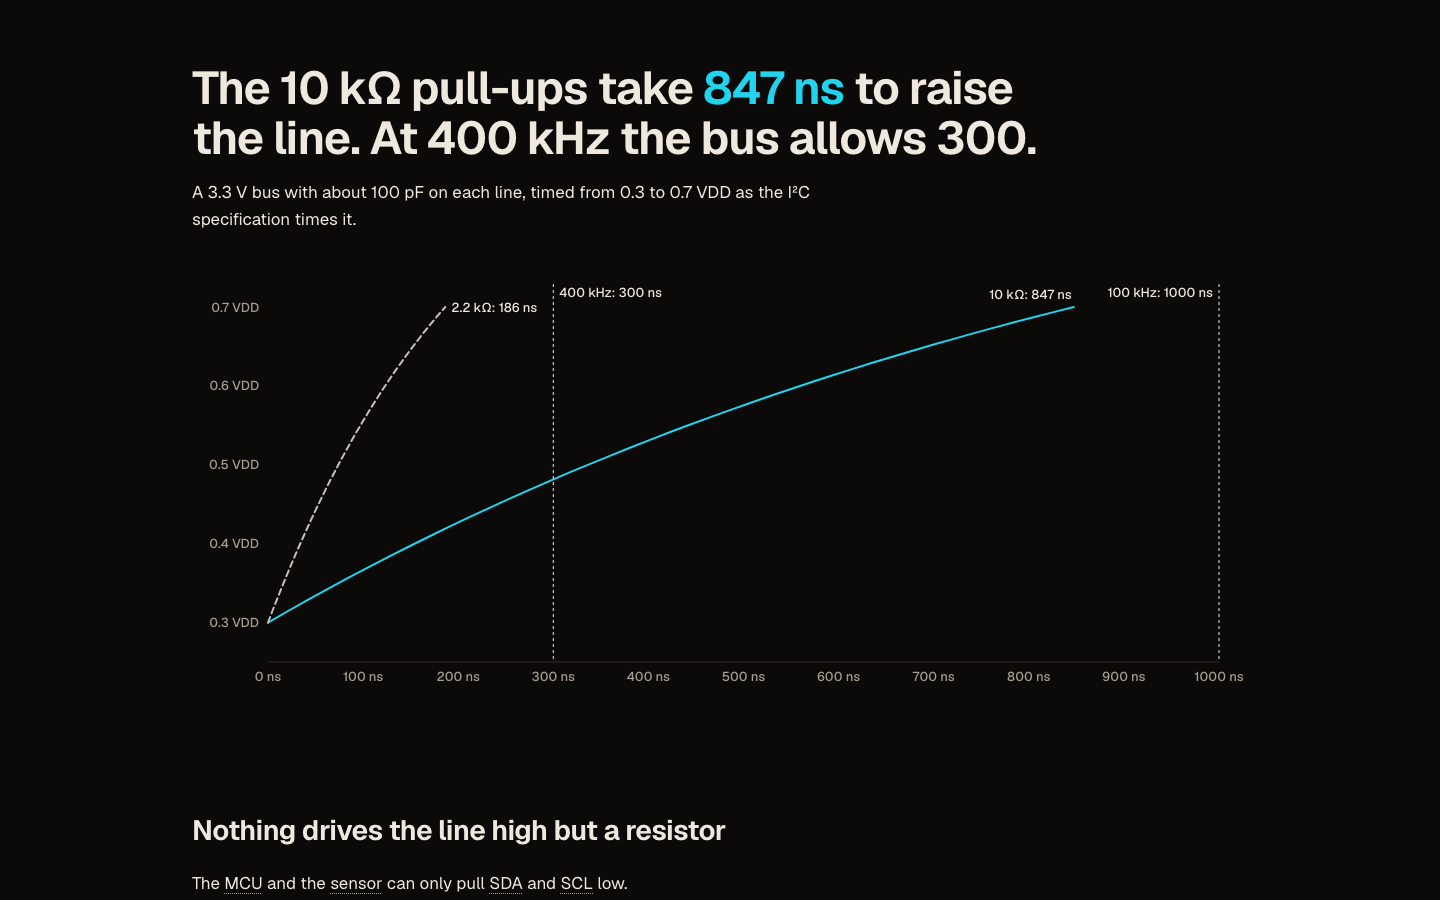 The 10 kΩ pull-ups take 847 ns to raise
the line. At 400 kHz the bus allows 300.
A 3.3 V bus with about 100 pF on each line, timed from 0.3 to 0.7 VDD as the I²C
specification times it.
400 kHz: 300 ns
10 kΩ: 847 ns
100 kHz: 1000 ns
0.7 VDD
2.2 kΩ: 186 ns
0.6 VDD
0.5 VDD
0.4 VDD
0.3 VDD
0 ns
100 ns
200 ns
300 ns
400 ns
500 ns
600 ns
700 ns
800 ns
900 ns
1000 ns
Nothing drives the line high but a resistor
The MCU and the sensor can only pull SDA and SCL low.